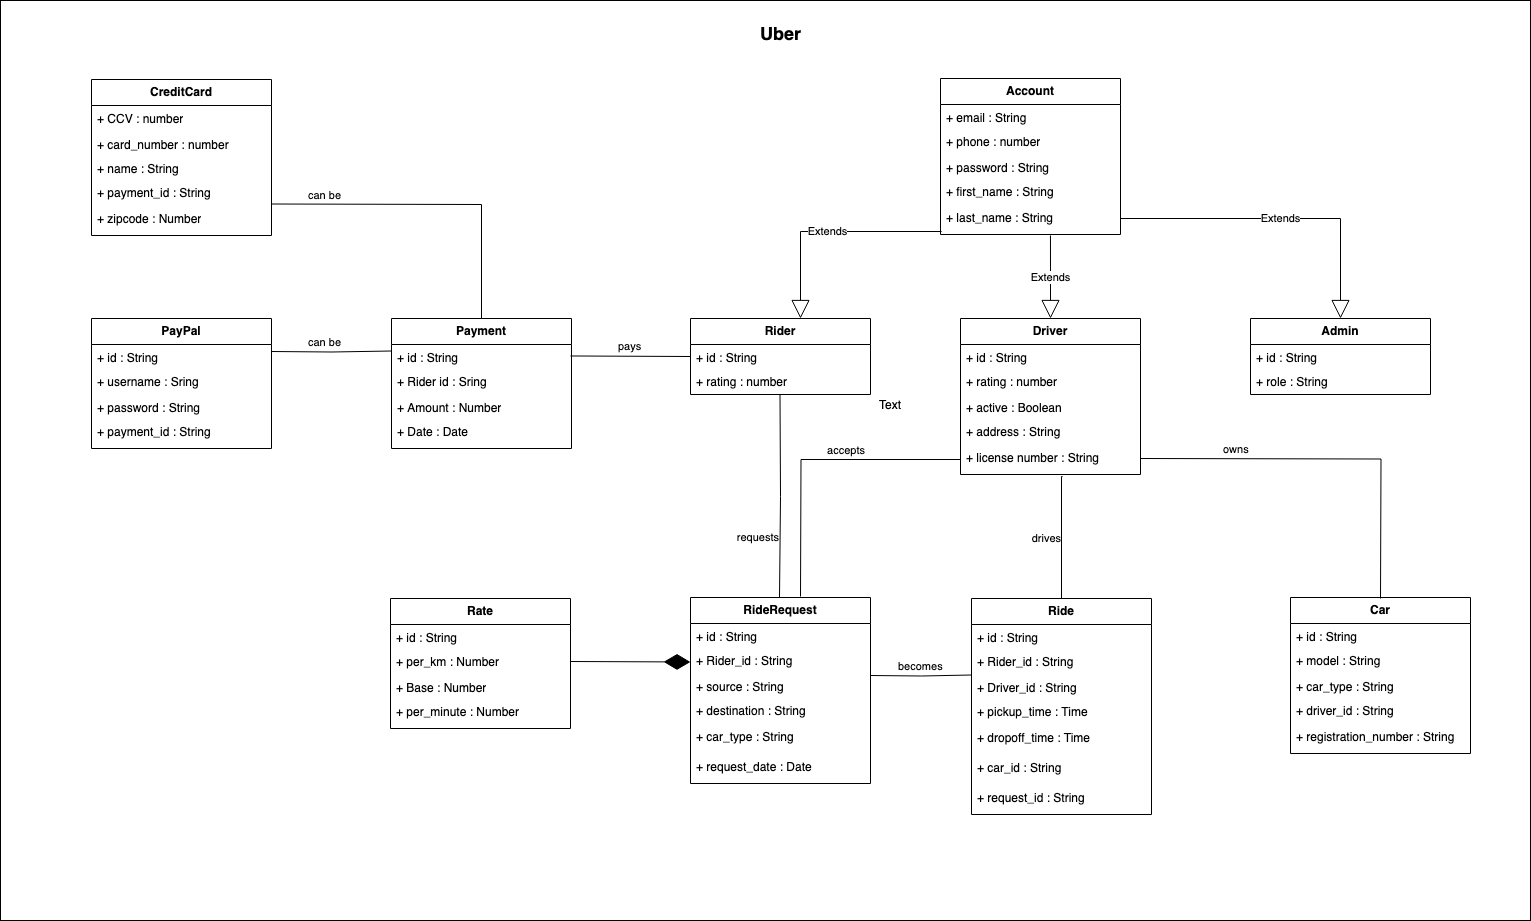 Uber
CreditCard
+ CCV : number
+ card_number : number
+ name : String
+ payment_id : String
+ zipcode : Number
can be
Account
+ email : String
+ phone : number
+ password : String
+ first_name : String
+ last_name : String
Extends
Extends
Extends
PayPal
+ id : String
+ username : Sring
+ password : String
+ payment_id : String
can be
Payment
+ id : String
+ Rider id : Sring
+ Amount : Number
+ Date : Date
pays
Rider
+ id : String
+ rating : number
Text
Driver
+ id : String
+ rating : number
+ active : Boolean
+ address : String
+ license number : String
Admin
+ id : String
+ role : String
accepts
owns
requests
drives
Rate
+ id : String
+ per_km : Number
+ Base : Number
+ per_minute : Number
RideRequest
+ id : String
+ Rider_id : String
+ source : String
+ destination : String
+ car_type : String
+ request_date : Date
becomes
Ride
+ id : String
+ Rider_id : String
+ Driver_id : String
+ pickup_time : Time
+ dropoff_time : Time
+ car_id : String
+ request_id : String
Car
+ id : String
+ model : String
+ car_type : String
+ driver_id : String
+ registration_number : String